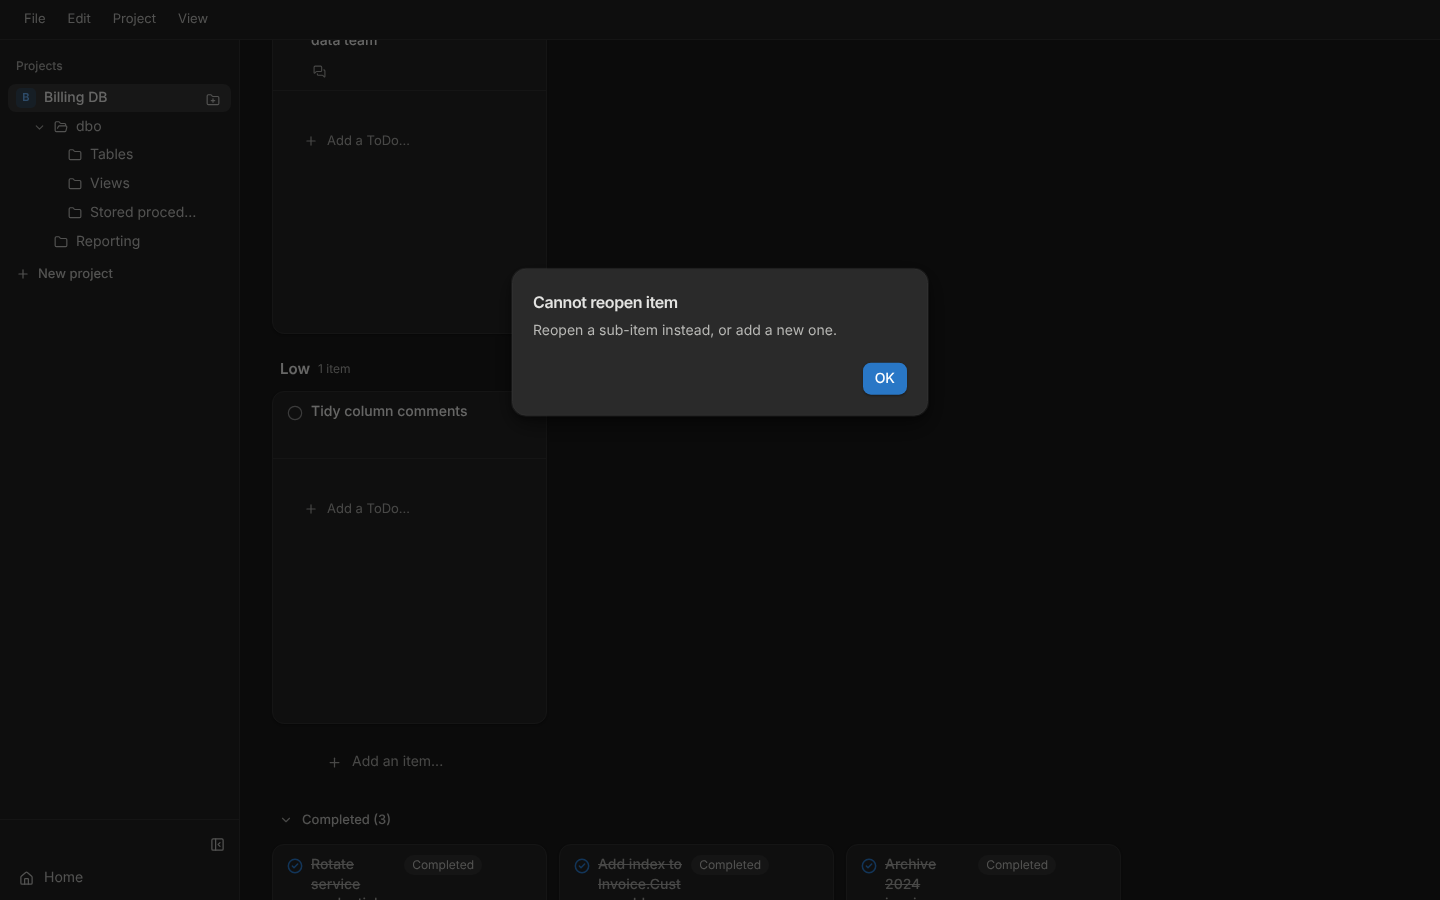 File Edit Project View
Projects
B Billing DB
dbo
Tables
Views
Stored proced...
Reporting
New project
Home
data team
Add a ToDo...
Low 1 item
Tidy column comments
Add a ToDo...
Add an item...
Completed (3)
Rotate
service
Completed
Add index to
Invoice.Cust
Completed
Archive
2024
Completed
Cannot reopen item
Reopen a sub-item instead, or add a new one.
OK